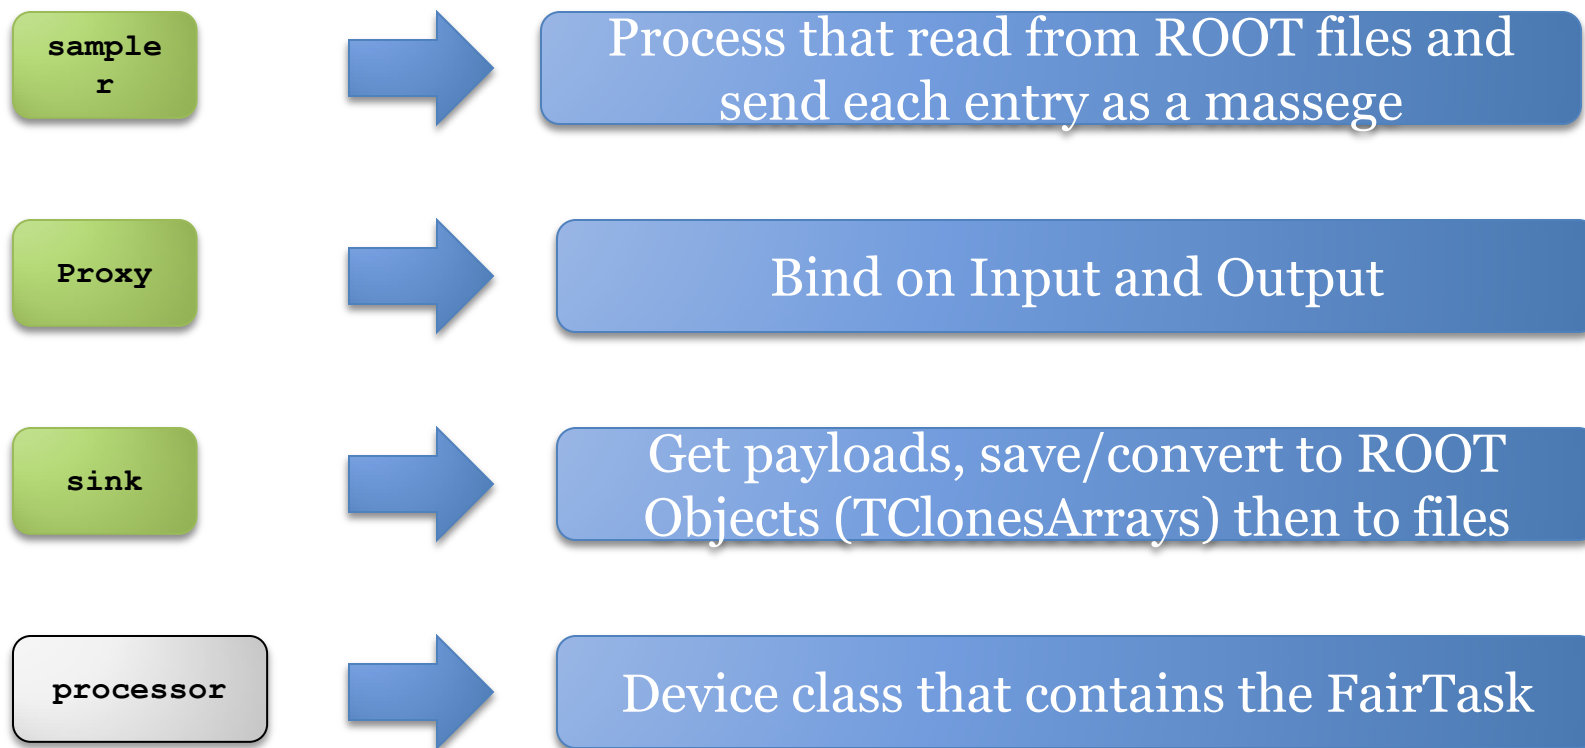 sample
r
Process that read from ROOT files and
send each entry as a massege
Proxy
Bind on Input and Output
sink
Get payloads, save/convert to ROOT
Objects (TClonesArrays) then to files
processor
Device class that contains the FairTask